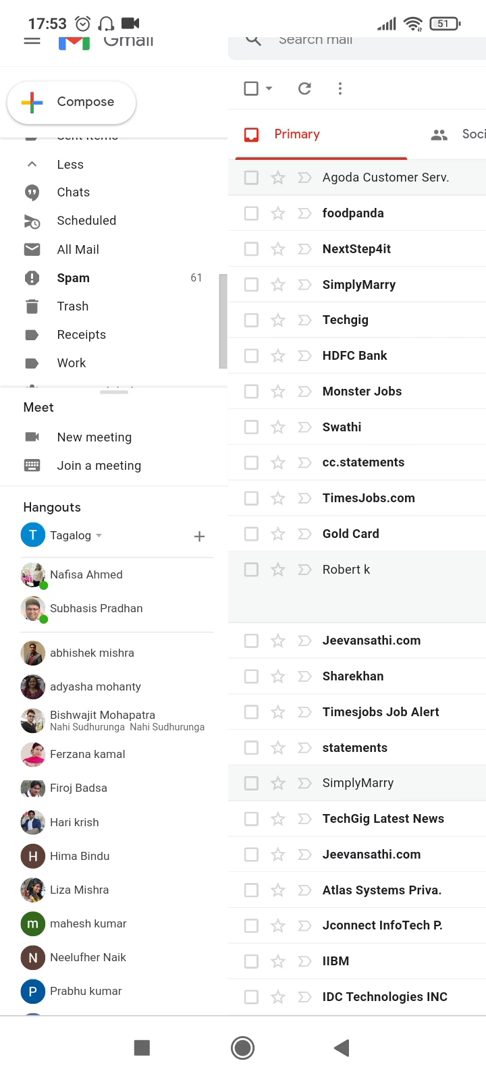 17:53
51
Gmail
Search mail
Compose
Sent Items
Less
Chats
Scheduled
All Mail
Spam 61
Trash
Receipts
Work
Meet
New meeting
Join a meeting
Hangouts
T Tagalog
Nafisa Ahmed
Subhasis Pradhan
abhishek mishra
adyasha mohanty
Bishwajit Mohapatra
Nahi Sudhurunga Nahi Sudhurunga
Ferzana kamal
Firoj Badsa
Hari krish
H Hima Bindu
Liza Mishra
m mahesh kumar
N Neelufher Naik
P Prabhu kumar
Primary
Soci
Agoda Customer Serv.
foodpanda
NextStep4it
SimplyMarry
Techgig
HDFC Bank
Monster Jobs
Swathi
cc.statements
TimesJobs.com
Gold Card
Robert k
Jeevansathi.com
Sharekhan
Timesjobs Job Alert
statements
SimplyMarry
TechGig Latest News
Jeevansathi.com
Atlas Systems Priva.
Jconnect InfoTech P.
IIBM
IDC Technologies INC